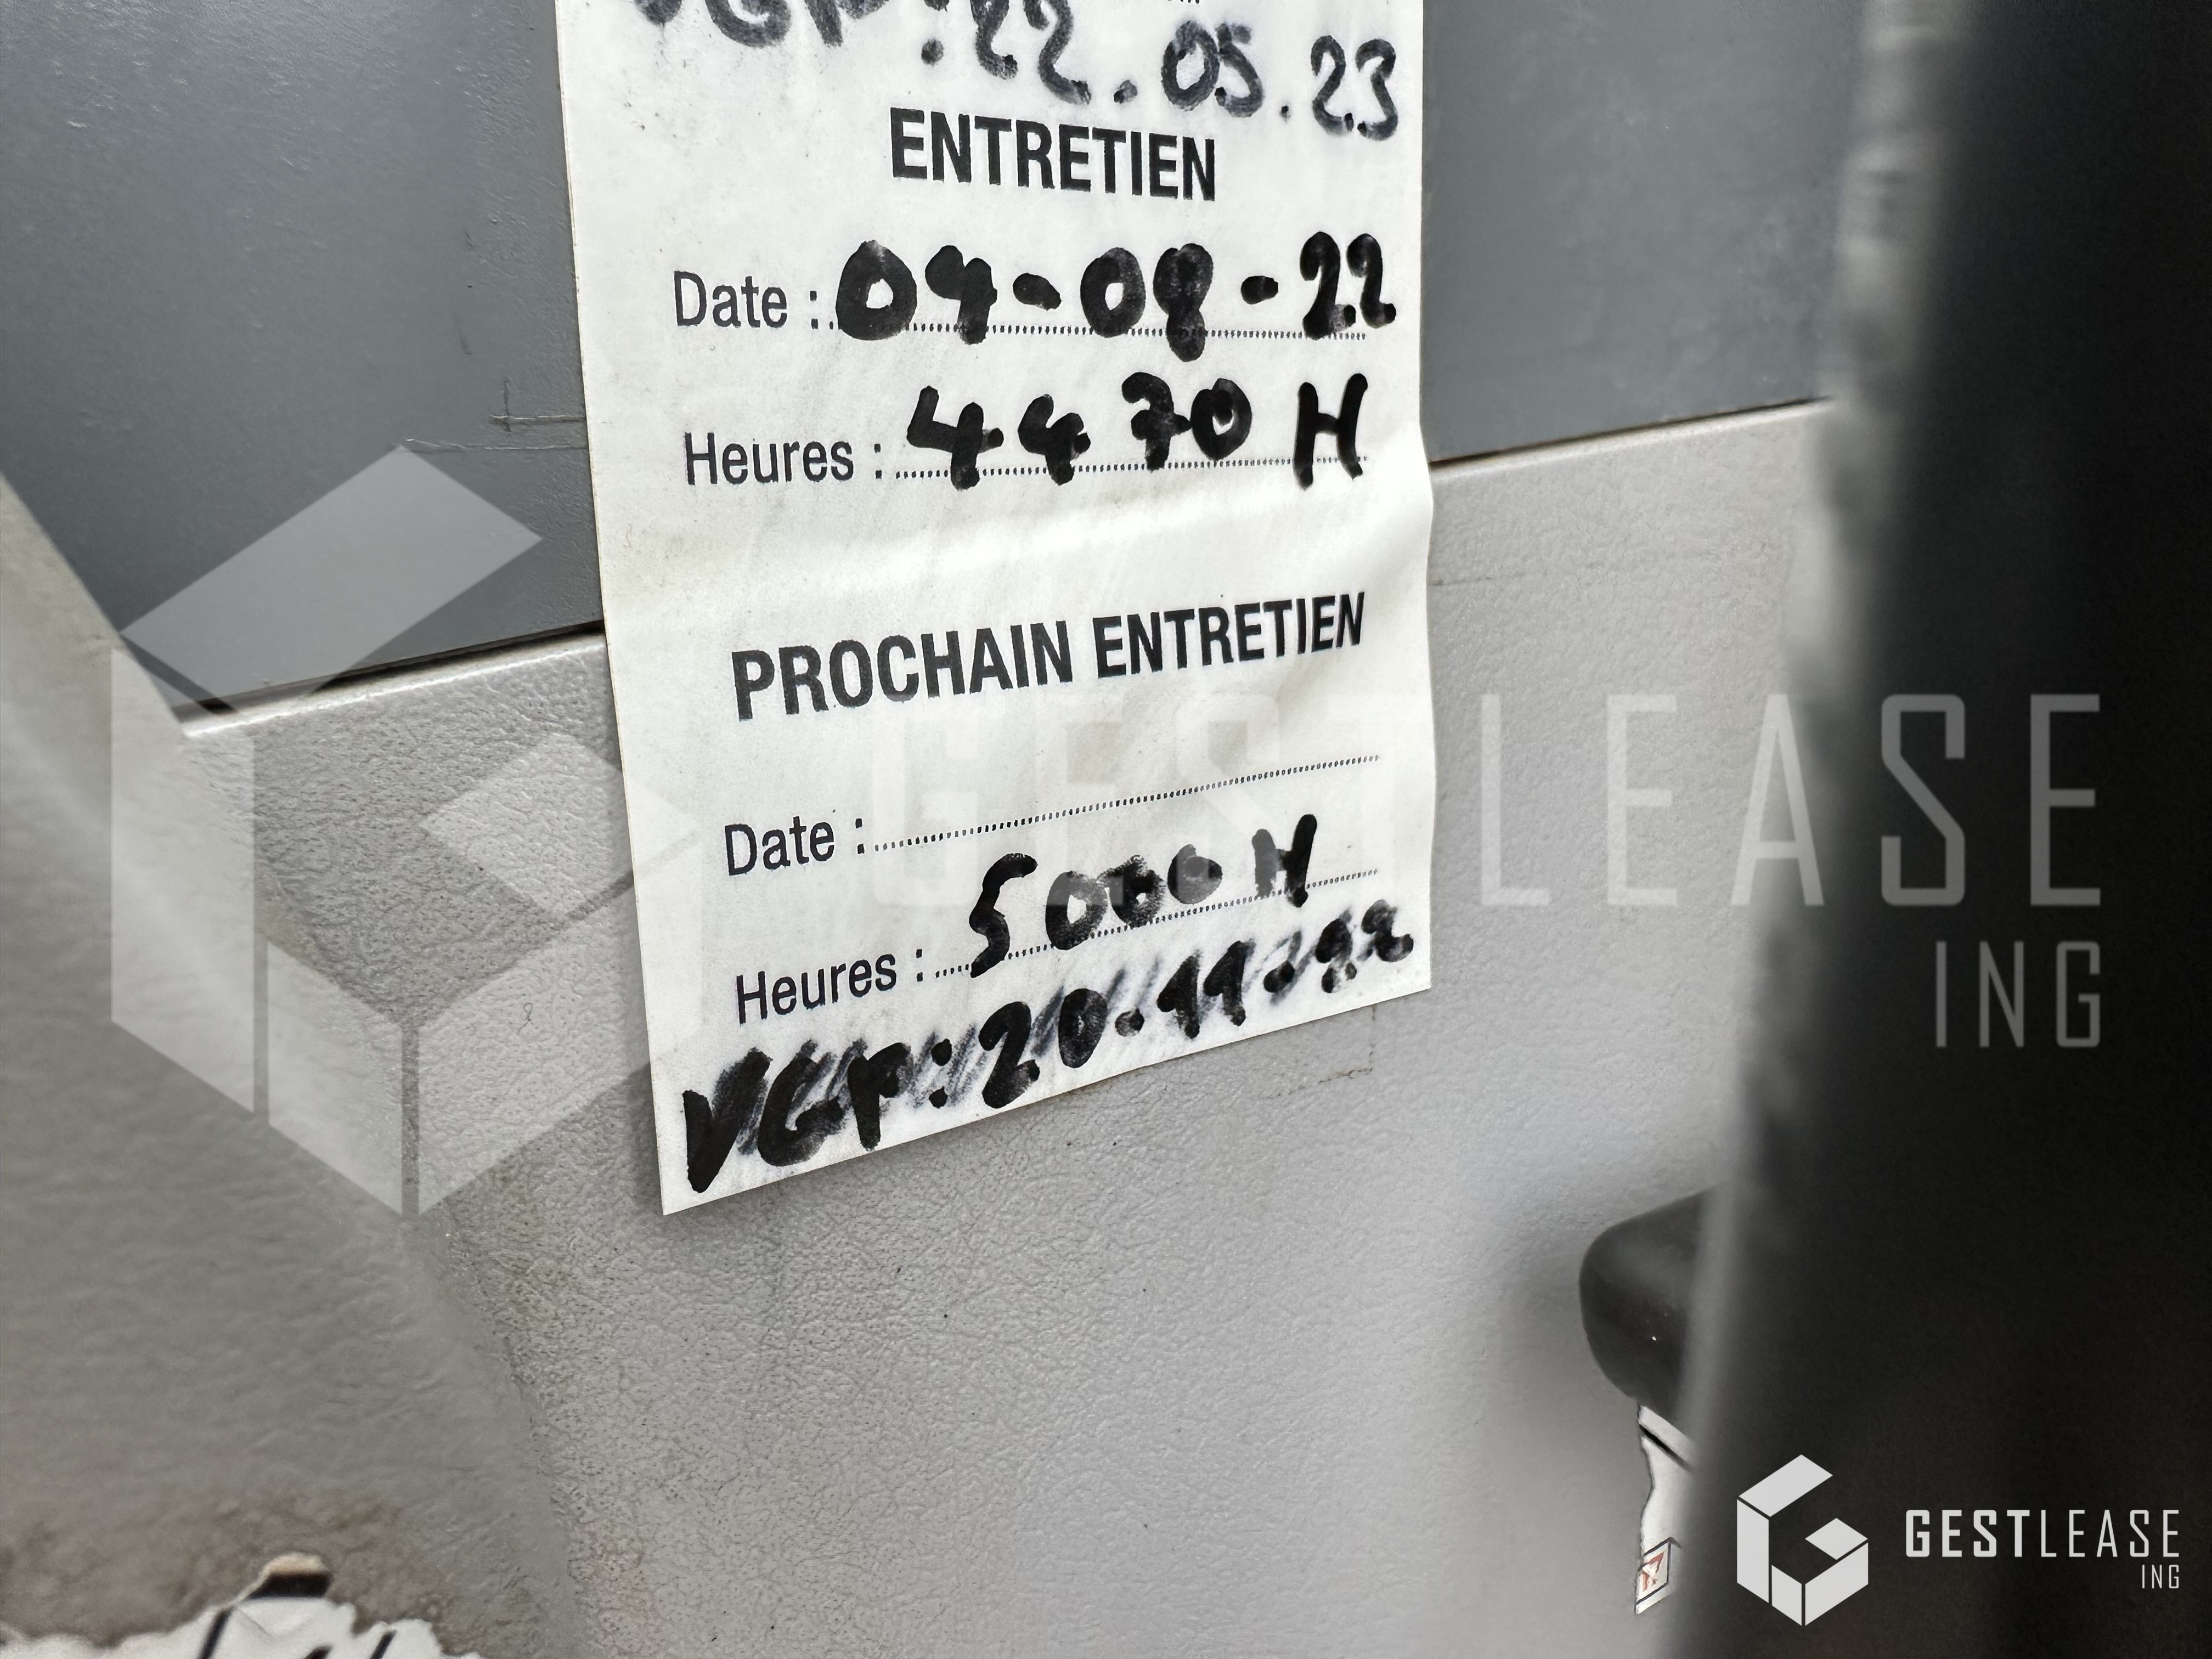 VGP: 22.05.23
ENTRETIEN
Date : 04-08-22
Heures : 4470 H
PROCHAIN ENTRETIEN
Date :
Heures : 5000 H
VGP: 20-11-22
GESTLEASE
ING
GESTLEASE
ING